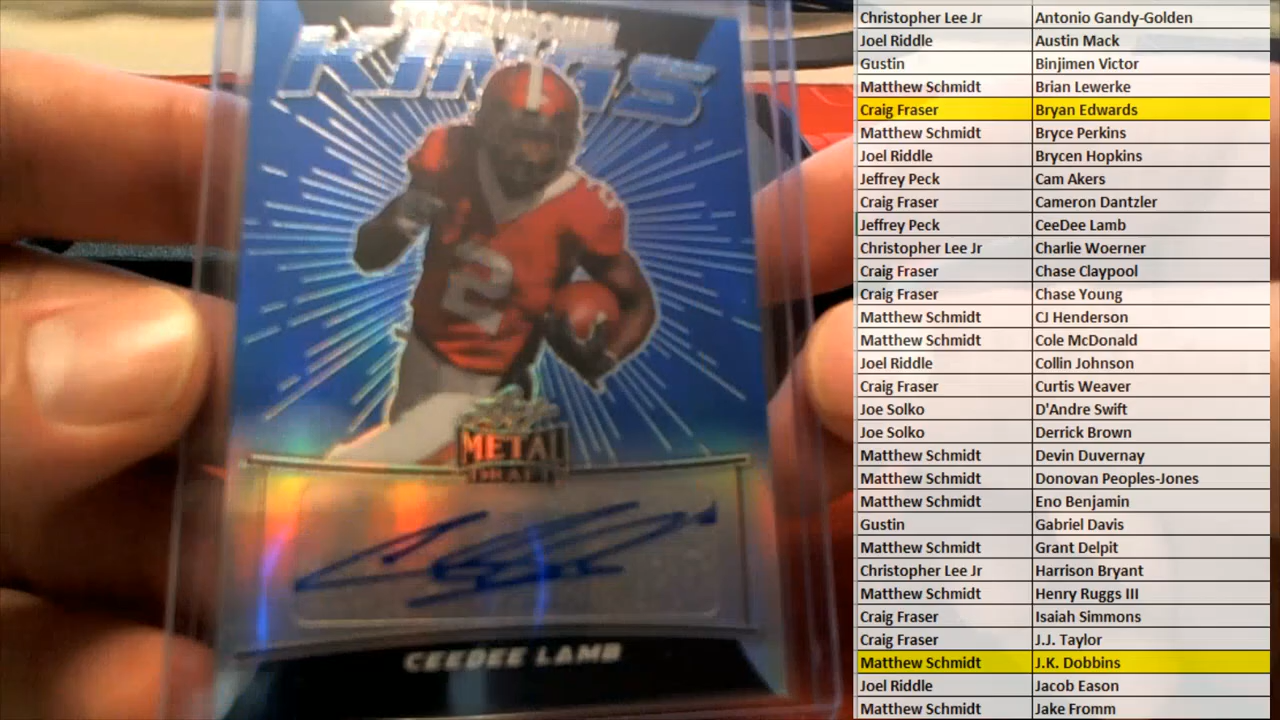 TOUCHDOWN
KINGS
2
METAL
DRAFT
CEEDEE LAMB
Christopher Lee Jr Antonio Gandy-Golden
Joel Riddle Austin Mack
Gustin Binjimen Victor
Matthew Schmidt Brian Lewerke
Craig Fraser Bryan Edwards
Matthew Schmidt Bryce Perkins
Joel Riddle Brycen Hopkins
Jeffrey Peck Cam Akers
Craig Fraser Cameron Dantzler
Jeffrey Peck CeeDee Lamb
Christopher Lee Jr Charlie Woerner
Craig Fraser Chase Claypool
Craig Fraser Chase Young
Matthew Schmidt CJ Henderson
Matthew Schmidt Cole McDonald
Joel Riddle Collin Johnson
Craig Fraser Curtis Weaver
Joe Solko D'Andre Swift
Joe Solko Derrick Brown
Matthew Schmidt Devin Duvernay
Matthew Schmidt Donovan Peoples-Jones
Matthew Schmidt Eno Benjamin
Gustin Gabriel Davis
Matthew Schmidt Grant Delpit
Christopher Lee Jr Harrison Bryant
Matthew Schmidt Henry Ruggs III
Craig Fraser Isaiah Simmons
Craig Fraser J.J. Taylor
Matthew Schmidt J.K. Dobbins
Joel Riddle Jacob Eason
Matthew Schmidt Jake Fromm